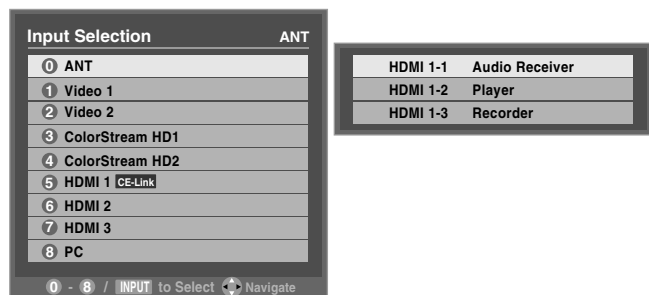 Input Selection ANT
0 ANT
1 Video 1
2 Video 2
3 ColorStream HD1
4 ColorStream HD2
5 HDMI 1 CE-Link
6 HDMI 2
7 HDMI 3
8 PC
0 - 8 / INPUT to Select Navigate
HDMI 1-1 Audio Receiver
HDMI 1-2 Player
HDMI 1-3 Recorder